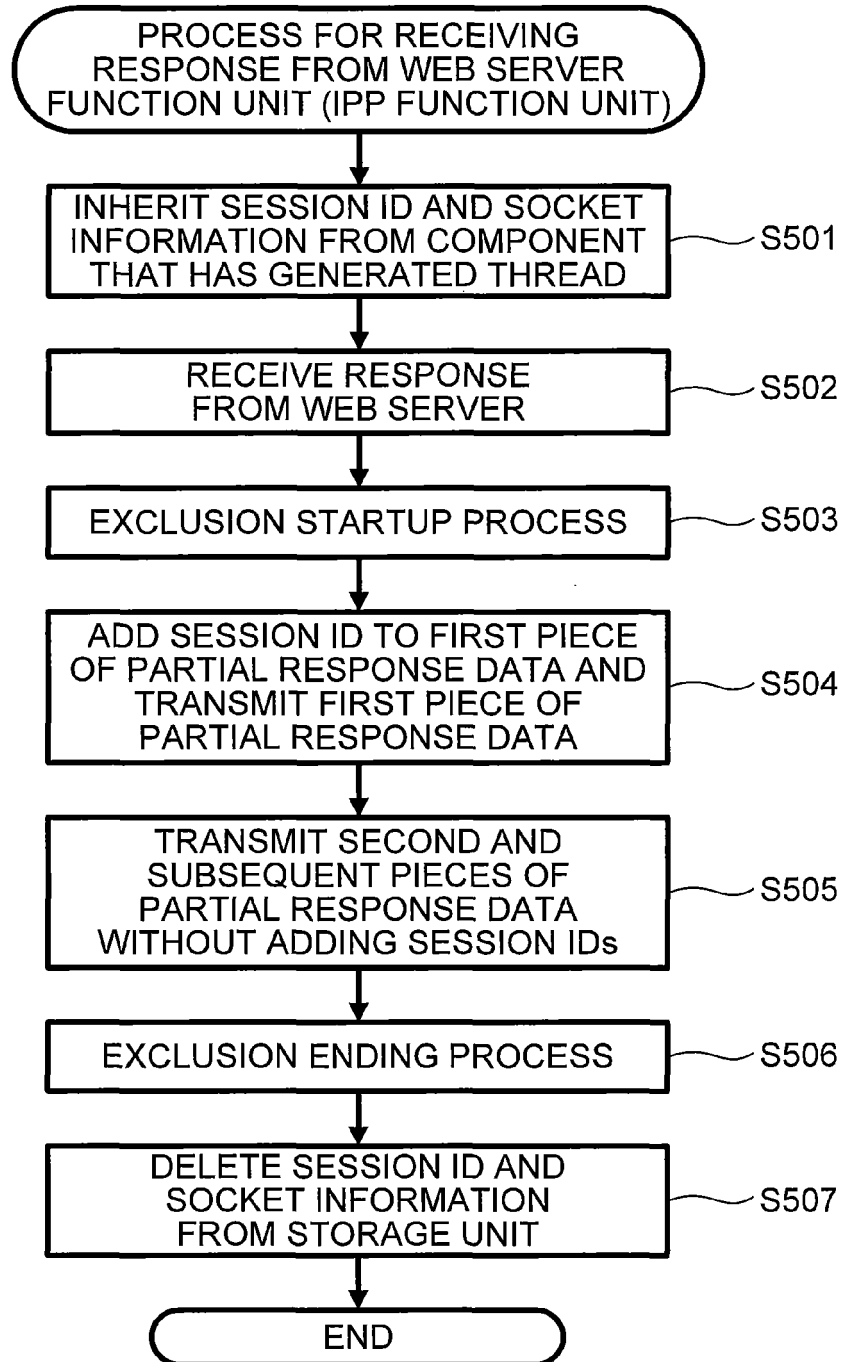 PROCESS FOR RECEIVING
RESPONSE FROM WEB SERVER
FUNCTION UNIT (IPP FUNCTION UNIT)
INHERIT SESSION ID AND SOCKET
INFORMATION FROM COMPONENT
THAT HAS GENERATED THREAD
S501
RECEIVE RESPONSE
FROM WEB SERVER
S502
EXCLUSION STARTUP PROCESS
S503
ADD SESSION ID TO FIRST PIECE
OF PARTIAL RESPONSE DATA AND
TRANSMIT FIRST PIECE OF
PARTIAL RESPONSE DATA
S504
TRANSMIT SECOND AND
SUBSEQUENT PIECES OF
PARTIAL RESPONSE DATA
WITHOUT ADDING SESSION IDs
S505
EXCLUSION ENDING PROCESS
S506
DELETE SESSION ID AND
SOCKET INFORMATION
FROM STORAGE UNIT
S507
END